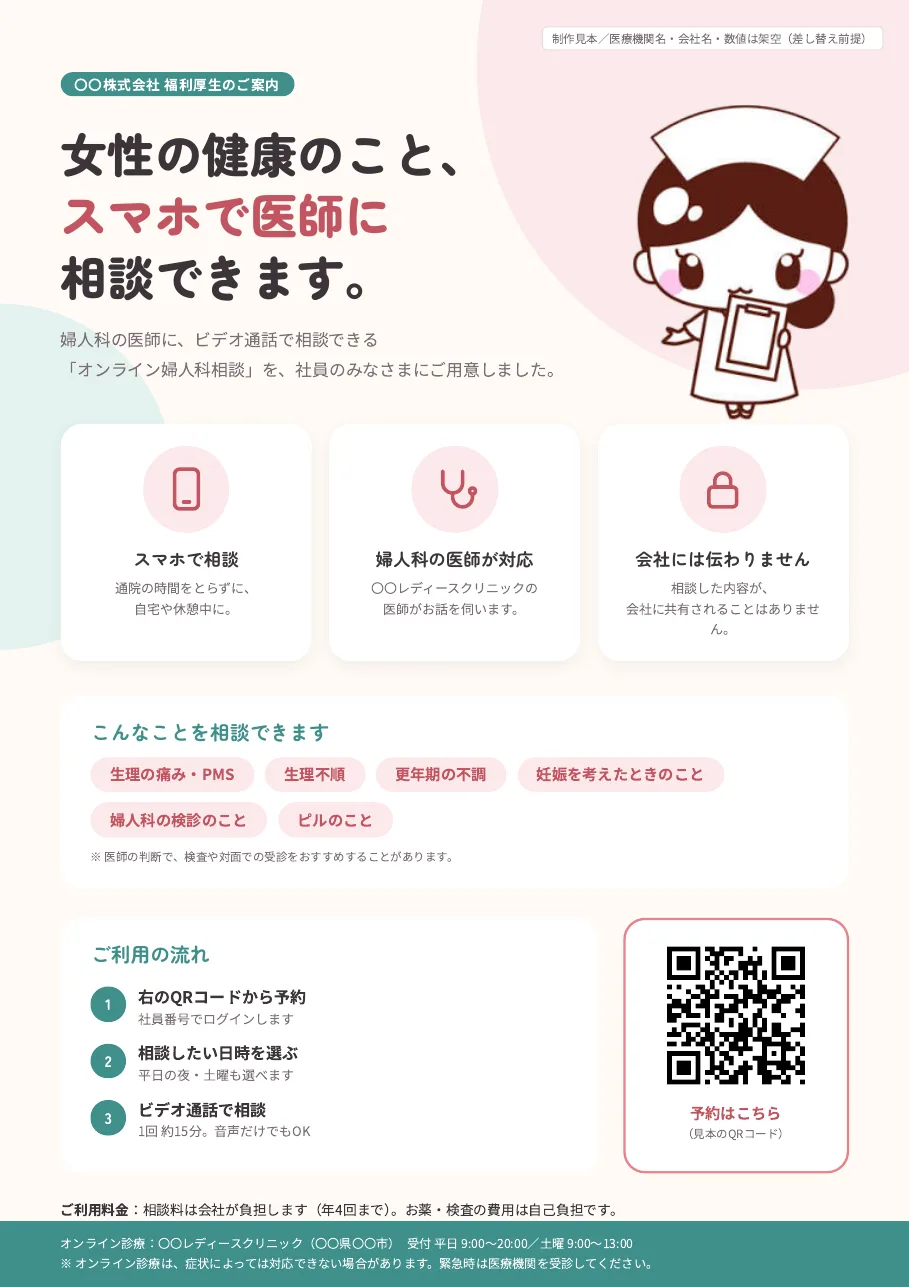 制作見本／医療機関名・会社名・数値は架空（差し替え前提）
〇〇株式会社 福利厚生のご案内
女性の健康のこと、
スマホで医師に
相談できます。
婦人科の医師に、ビデオ通話で相談できる
「オンライン婦人科相談」を、社員のみなさまにご用意しました。
スマホで相談
通院の時間をとらずに、
自宅や休憩中に。
婦人科の医師が対応
〇〇レディースクリニックの
医師がお話を伺います。
会社には伝わりません
相談した内容が、
会社に共有されることはありませ
ん。
こんなことを相談できます
生理の痛み・PMS
生理不順
更年期の不調
妊娠を考えたときのこと
婦人科の検診のこと
ピルのこと
※ 医師の判断で、検査や対面での受診をおすすめすることがあります。
ご利用の流れ
1
右のQRコードから予約
社員番号でログインします
2
相談したい日時を選ぶ
平日の夜・土曜も選べます
3
ビデオ通話で相談
1回 約15分。音声だけでもOK
予約はこちら
（見本のQRコード）
ご利用料金：相談料は会社が負担します（年4回まで）。お薬・検査の費用は自己負担です。
オンライン診療：〇〇レディースクリニック（〇〇県〇〇市） 受付 平日 9:00〜20:00／土曜 9:00〜13:00
※ オンライン診療は、症状によっては対応できない場合があります。緊急時は医療機関を受診してください。